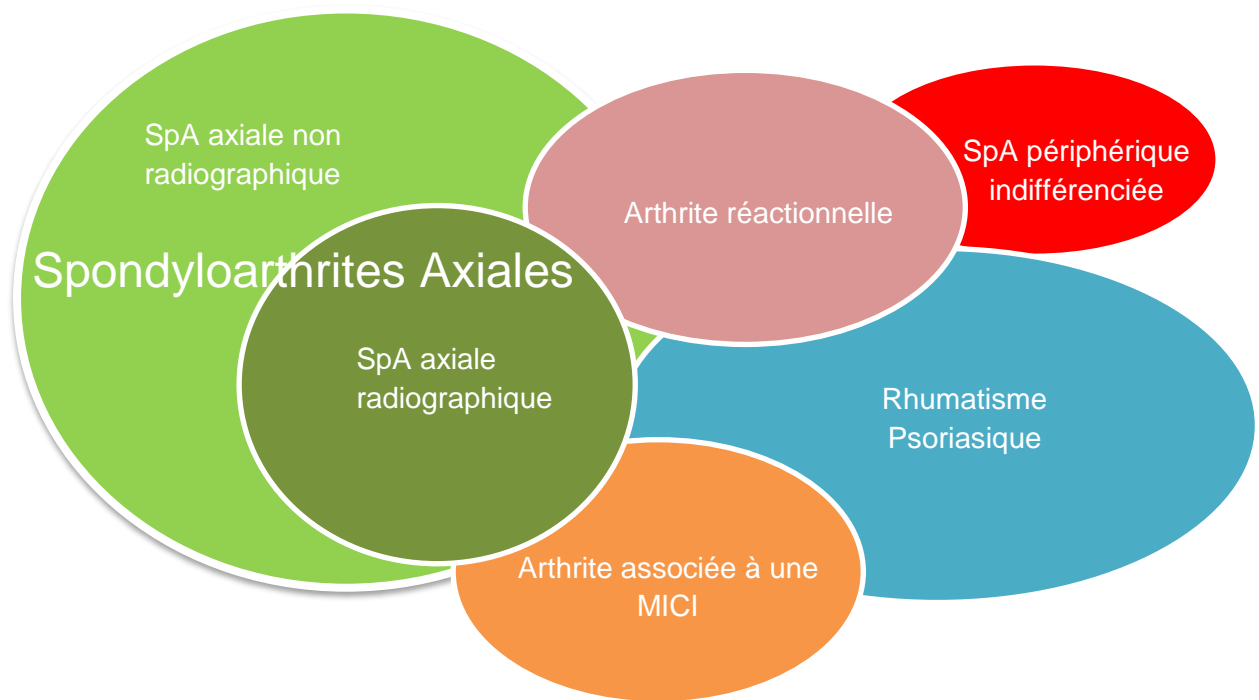 SpA axiale non
radiographique
Spondyloarthrites Axiales
SpA axiale
radiographique
Arthrite réactionnelle
SpA périphérique
indifférenciée
Rhumatisme
Psoriasique
Arthrite associée à une
MICI